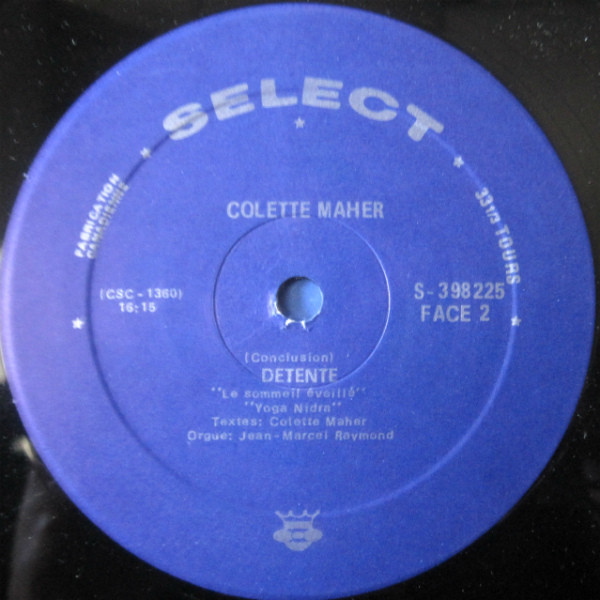 SELECT
FABRICATION
CANADIENNE
33 1/3 TOURS
COLETTE MAHER
(CSC - 1360)
16:15
S-398225
FACE 2
(Conclusion)
DETENTE
"Le sommeil éveillé"
"Yoga Nidra"
Textes: Colette Maher
Orgue: Jean-Marcel Raymond